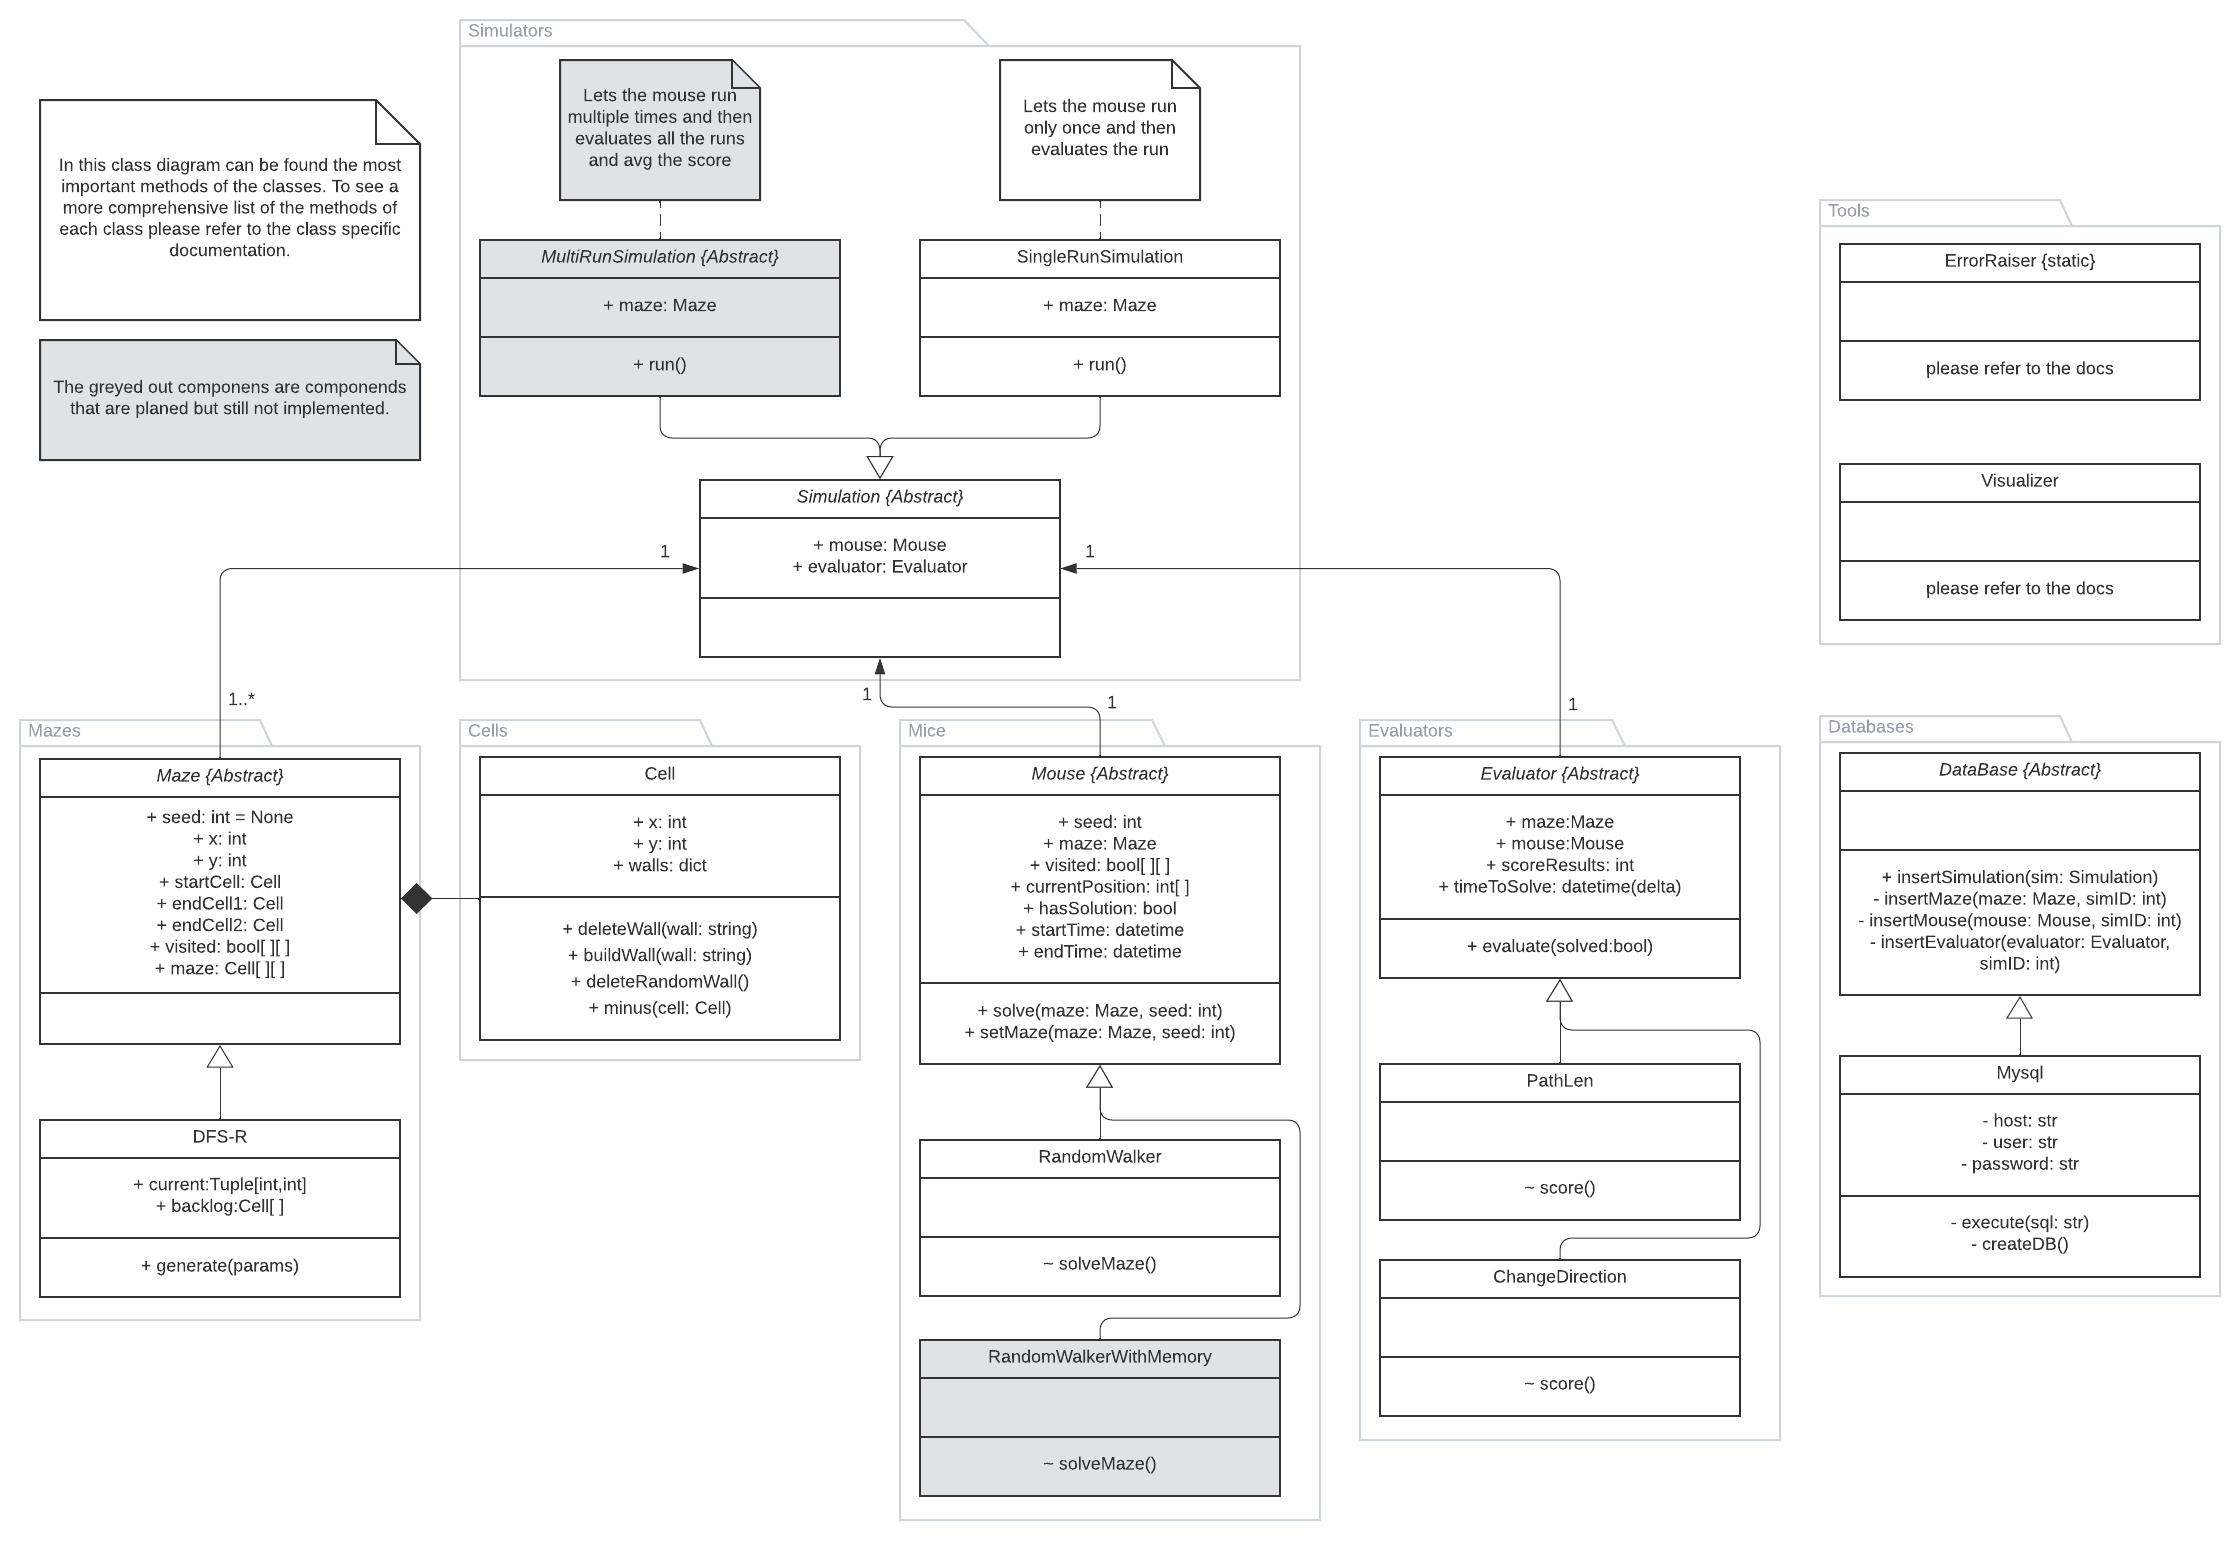 Simulators
Lets the mouse run
multiple times and then
evaluates all the runs
and avg the score
Lets the mouse run
only once and then
evaluates the run
In this class diagram can be found the most
important methods of the classes. To see a
more comprehensive list of the methods of
each class please refer to the class specific
documentation.
The greyed out componens are componends
that are planed but still not implemented.
MultiRunSimulation {Abstract}
+ maze: Maze
+ run()
SingleRunSimulation
+ maze: Maze
+ run()
Simulation {Abstract}
+ mouse: Mouse
+ evaluator: Evaluator
1
1
1
1
1..*
1
Tools
ErrorRaiser {static}
please refer to the docs
Visualizer
please refer to the docs
Mazes
Maze {Abstract}
+ seed: int = None
+ x: int
+ y: int
+ startCell: Cell
+ endCell1: Cell
+ endCell2: Cell
+ visited: bool[ ][ ]
+ maze: Cell[ ][ ]
DFS-R
+ current:Tuple[int,int]
+ backlog:Cell[ ]
+ generate(params)
Cells
Cell
+ x: int
+ y: int
+ walls: dict
+ deleteWall(wall: string)
+ buildWall(wall: string)
+ deleteRandomWall()
+ minus(cell: Cell)
Mice
Mouse {Abstract}
+ seed: int
+ maze: Maze
+ visited: bool[ ][ ]
+ currentPosition: int[ ]
+ hasSolution: bool
+ startTime: datetime
+ endTime: datetime
+ solve(maze: Maze, seed: int)
+ setMaze(maze: Maze, seed: int)
RandomWalker
~ solveMaze()
RandomWalkerWithMemory
~ solveMaze()
Evaluators
Evaluator {Abstract}
+ maze:Maze
+ mouse:Mouse
+ scoreResults: int
+ timeToSolve: datetime(delta)
+ evaluate(solved:bool)
PathLen
~ score()
ChangeDirection
~ score()
Databases
DataBase {Abstract}
+ insertSimulation(sim: Simulation)
- insertMaze(maze: Maze, simID: int)
- insertMouse(mouse: Mouse, simID: int)
- insertEvaluator(evaluator: Evaluator,
simID: int)
Mysql
- host: str
- user: str
- password: str
- execute(sql: str)
- createDB()